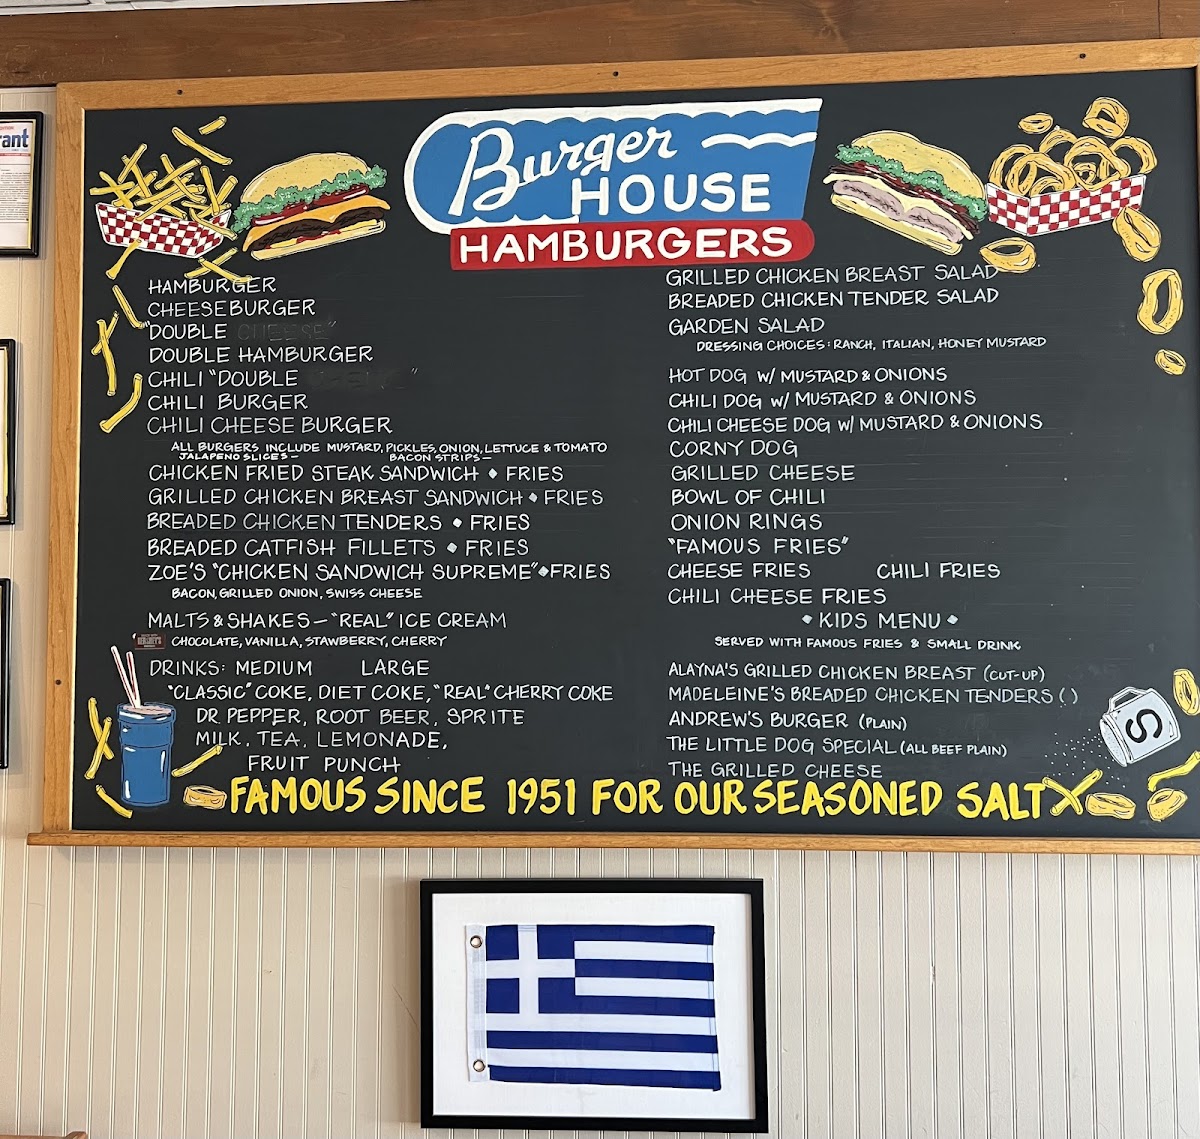 rant
Burger
HOUSE
HAMBURGERS
HAMBURGER
CHEESEBURGER
"DOUBLE CHEESE"
DOUBLE HAMBURGER
CHILI "DOUBLE "
CHILI BURGER
CHILI CHEESE BURGER
ALL BURGERS INCLUDE MUSTARD, PICKLES, ONION, LETTUCE & TOMATO
JALAPENO SLICES – BACON STRIPS –
CHICKEN FRIED STEAK SANDWICH • FRIES
GRILLED CHICKEN BREAST SANDWICH • FRIES
BREADED CHICKEN TENDERS • FRIES
BREADED CATFISH FILLETS • FRIES
ZOE'S "CHICKEN SANDWICH SUPREME" • FRIES
BACON, GRILLED ONION, SWISS CHEESE
MALTS & SHAKES – "REAL" ICE CREAM
HERSHEY'S
CHOCOLATE, VANILLA, STAWBERRY, CHERRY
DRINKS: MEDIUM LARGE
"CLASSIC" COKE, DIET COKE, "REAL" CHERRY COKE
DR. PEPPER, ROOT BEER, SPRITE
MILK, TEA, LEMONADE,
FRUIT PUNCH
GRILLED CHICKEN BREAST SALAD
BREADED CHICKEN TENDER SALAD
GARDEN SALAD
DRESSING CHOICES: RANCH, ITALIAN, HONEY MUSTARD
HOT DOG W/ MUSTARD & ONIONS
CHILI DOG W/ MUSTARD & ONIONS
CHILI CHEESE DOG W/ MUSTARD & ONIONS
CORNY DOG
GRILLED CHEESE
BOWL OF CHILI
ONION RINGS
"FAMOUS FRIES"
CHEESE FRIES CHILI FRIES
CHILI CHEESE FRIES
• KIDS MENU •
SERVED WITH FAMOUS FRIES & SMALL DRINK
ALAYNA'S GRILLED CHICKEN BREAST (CUT-UP)
MADELEINE'S BREADED CHICKEN TENDERS ( )
ANDREW'S BURGER (PLAIN)
THE LITTLE DOG SPECIAL (ALL BEEF PLAIN)
THE GRILLED CHEESE
S
FAMOUS SINCE 1951 FOR OUR SEASONED SALT